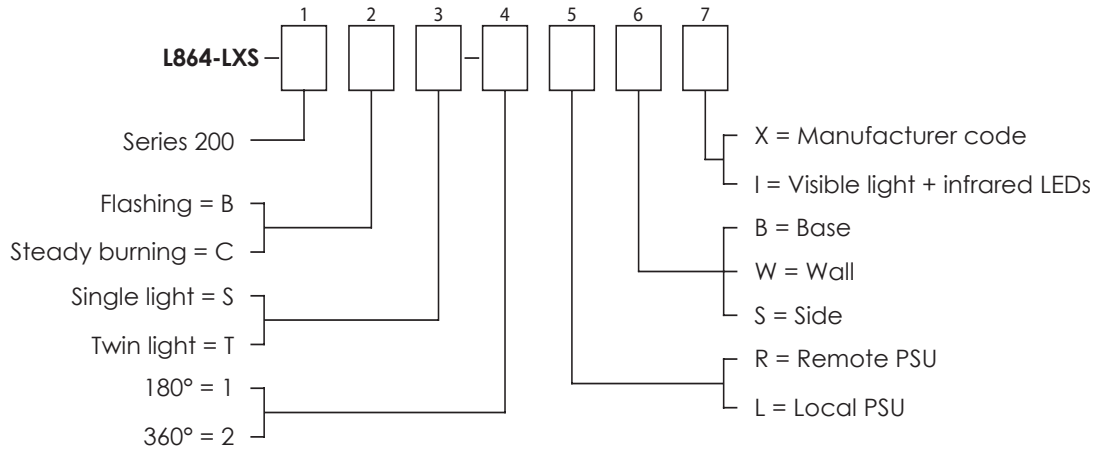 1 2 3 4 5 6 7
L864-LXS – –
Series 200
Flashing = B
Steady burning = C
Single light = S
Twin light = T
180° = 1
360° = 2
X = Manufacturer code
I = Visible light + infrared LEDs
B = Base
W = Wall
S = Side
R = Remote PSU
L = Local PSU